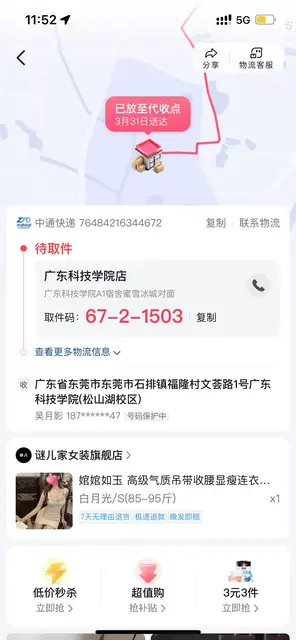 11:52
5G
分享
物流客服
已放至代收点
3月31日送达
中通快递 76484216344672
复制
联系物流
待取件
广东科技学院店
广东科技学院A1宿舍蜜雪冰城对面
取件码：67-2-1503
复制
查看更多物流信息
收
广东省东莞市东莞市石排镇福隆村文荟路1号广东
科技学院(松山湖校区)
吴月影 187******47
号码保护中
谜儿家女装旗舰店
婠婠如玉 高级气质吊带收腰显瘦连衣...
白月光/S(85-95斤)
x1
7天无理由退货
极速退款
晚发即赔
低价秒杀
立即抢
超值购
抢补贴
3元3件
立即抢